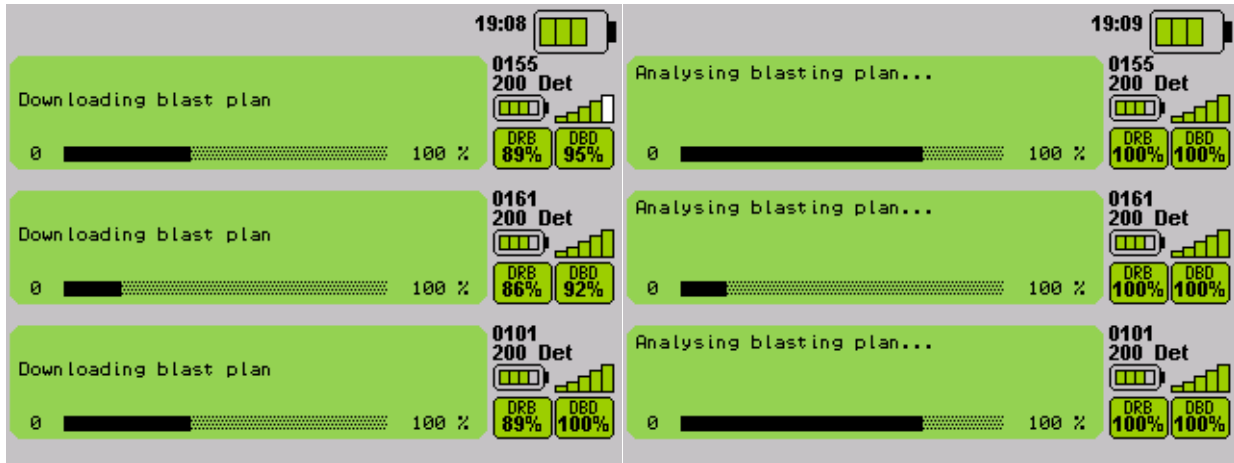 19:08
0155
200 Det
Downloading blast plan
0 100 %
DRB DBD
89% 95%
0161
200 Det
Downloading blast plan
0 100 %
DRB DBD
86% 92%
0101
200 Det
Downloading blast plan
0 100 %
DRB DBD
89% 100%
19:09
0155
Analysing blasting plan...
200 Det
0 100 %
DRB DBD
100% 100%
0161
Analysing blasting plan...
200 Det
0 100 %
DRB DBD
100% 100%
0101
Analysing blasting plan...
200 Det
0 100 %
DRB DBD
100% 100%